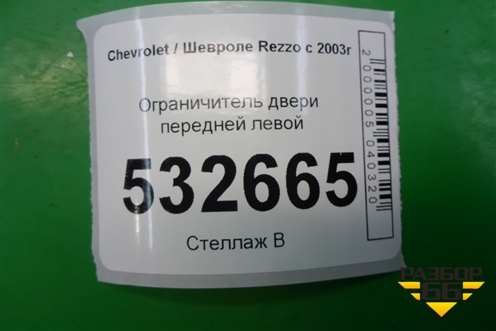 Chevrolet / Шевроле Rezzo с 2003г
Ограничитель двери
передней левой
532665
Стеллаж В
2000005040320
РАЗБОР
66